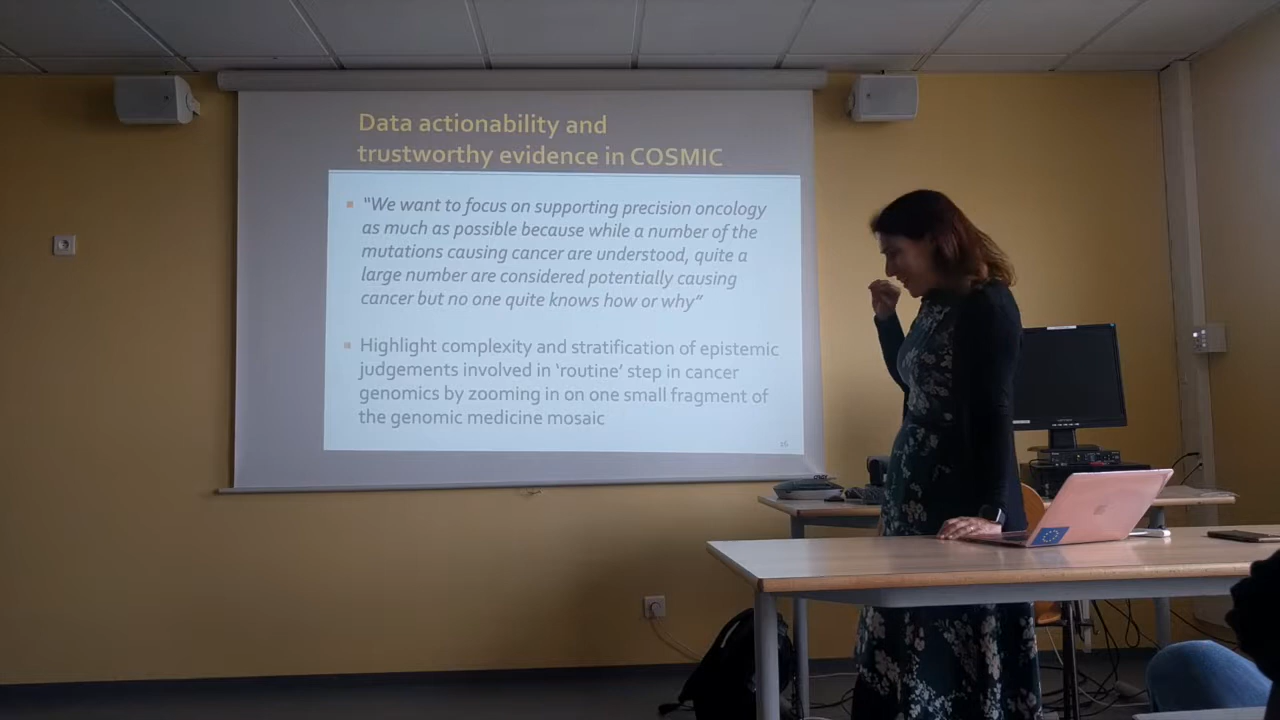 Data actionability and
trustworthy evidence in COSMIC
"We want to focus on supporting precision oncology
as much as possible because while a number of the
mutations causing cancer are understood, quite a
large number are considered potentially causing
cancer but no one quite knows how or why"
Highlight complexity and stratification of epistemic
judgements involved in 'routine' step in cancer
genomics by zooming in on one small fragment of
the genomic medicine mosaic